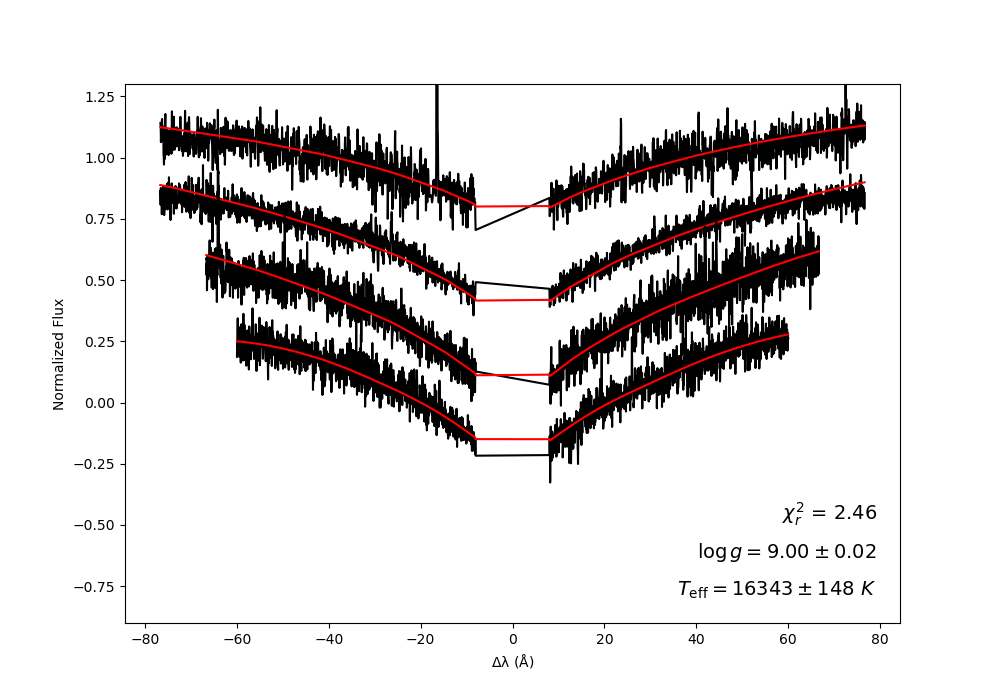 Normalized Flux
1.25
1.00
0.75
0.50
0.25
0.00
−0.25
−0.50
−0.75
χ²ᵣ = 2.46
log g = 9.00 ± 0.02
T_eff = 16343 ± 148 K
−80 −60 −40 −20 0 20 40 60 80
Δλ (Å)